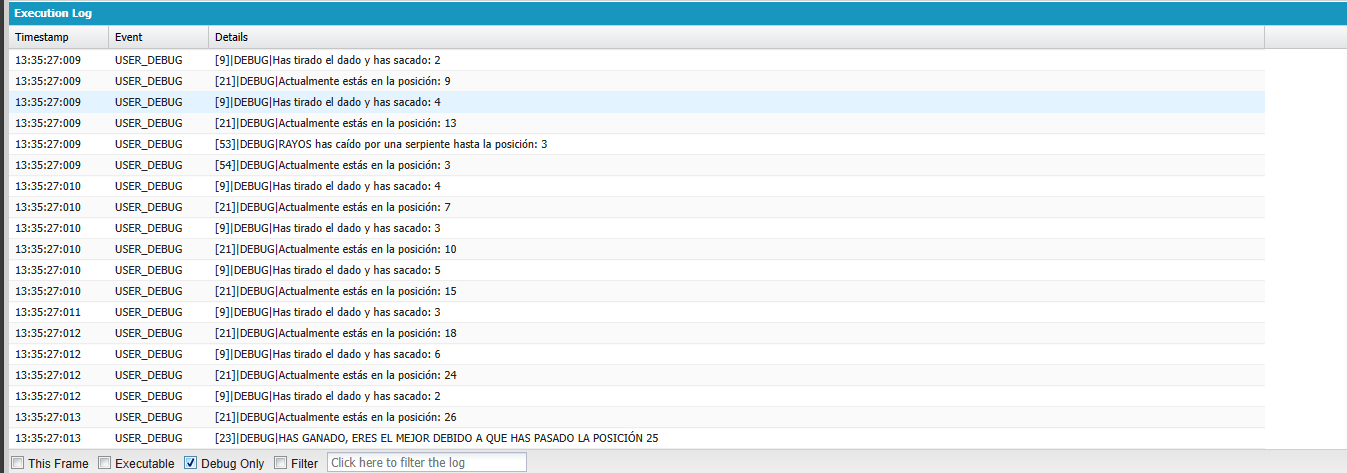 Execution Log
Timestamp Event Details
13:35:27:009 USER_DEBUG [9]|DEBUG|Has tirado el dado y has sacado: 2
13:35:27:009 USER_DEBUG [21]|DEBUG|Actualmente estás en la posición: 9
13:35:27:009 USER_DEBUG [9]|DEBUG|Has tirado el dado y has sacado: 4
13:35:27:009 USER_DEBUG [21]|DEBUG|Actualmente estás en la posición: 13
13:35:27:009 USER_DEBUG [53]|DEBUG|RAYOS has caído por una serpiente hasta la posición: 3
13:35:27:009 USER_DEBUG [54]|DEBUG|Actualmente estás en la posición: 3
13:35:27:010 USER_DEBUG [9]|DEBUG|Has tirado el dado y has sacado: 4
13:35:27:010 USER_DEBUG [21]|DEBUG|Actualmente estás en la posición: 7
13:35:27:010 USER_DEBUG [9]|DEBUG|Has tirado el dado y has sacado: 3
13:35:27:010 USER_DEBUG [21]|DEBUG|Actualmente estás en la posición: 10
13:35:27:010 USER_DEBUG [9]|DEBUG|Has tirado el dado y has sacado: 5
13:35:27:010 USER_DEBUG [21]|DEBUG|Actualmente estás en la posición: 15
13:35:27:011 USER_DEBUG [9]|DEBUG|Has tirado el dado y has sacado: 3
13:35:27:012 USER_DEBUG [21]|DEBUG|Actualmente estás en la posición: 18
13:35:27:012 USER_DEBUG [9]|DEBUG|Has tirado el dado y has sacado: 6
13:35:27:012 USER_DEBUG [21]|DEBUG|Actualmente estás en la posición: 24
13:35:27:012 USER_DEBUG [9]|DEBUG|Has tirado el dado y has sacado: 2
13:35:27:013 USER_DEBUG [21]|DEBUG|Actualmente estás en la posición: 26
13:35:27:013 USER_DEBUG [23]|DEBUG|HAS GANADO, ERES EL MEJOR DEBIDO A QUE HAS PASADO LA POSICIÓN 25
This Frame Executable Debug Only Filter Click here to filter the log